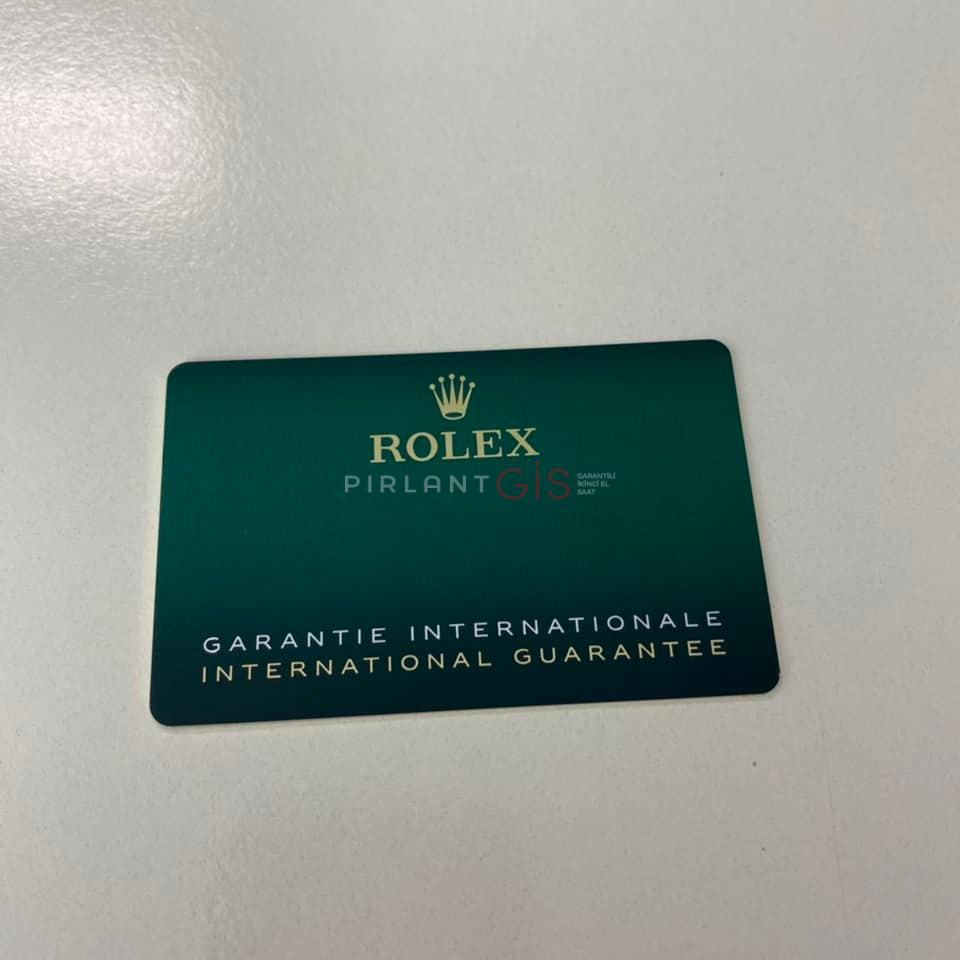 ROLEX
PIRLANTGİS GARANTİLİ
İKİNCİ EL
SAAT
GARANTIE INTERNATIONALE
INTERNATIONAL GUARANTEE